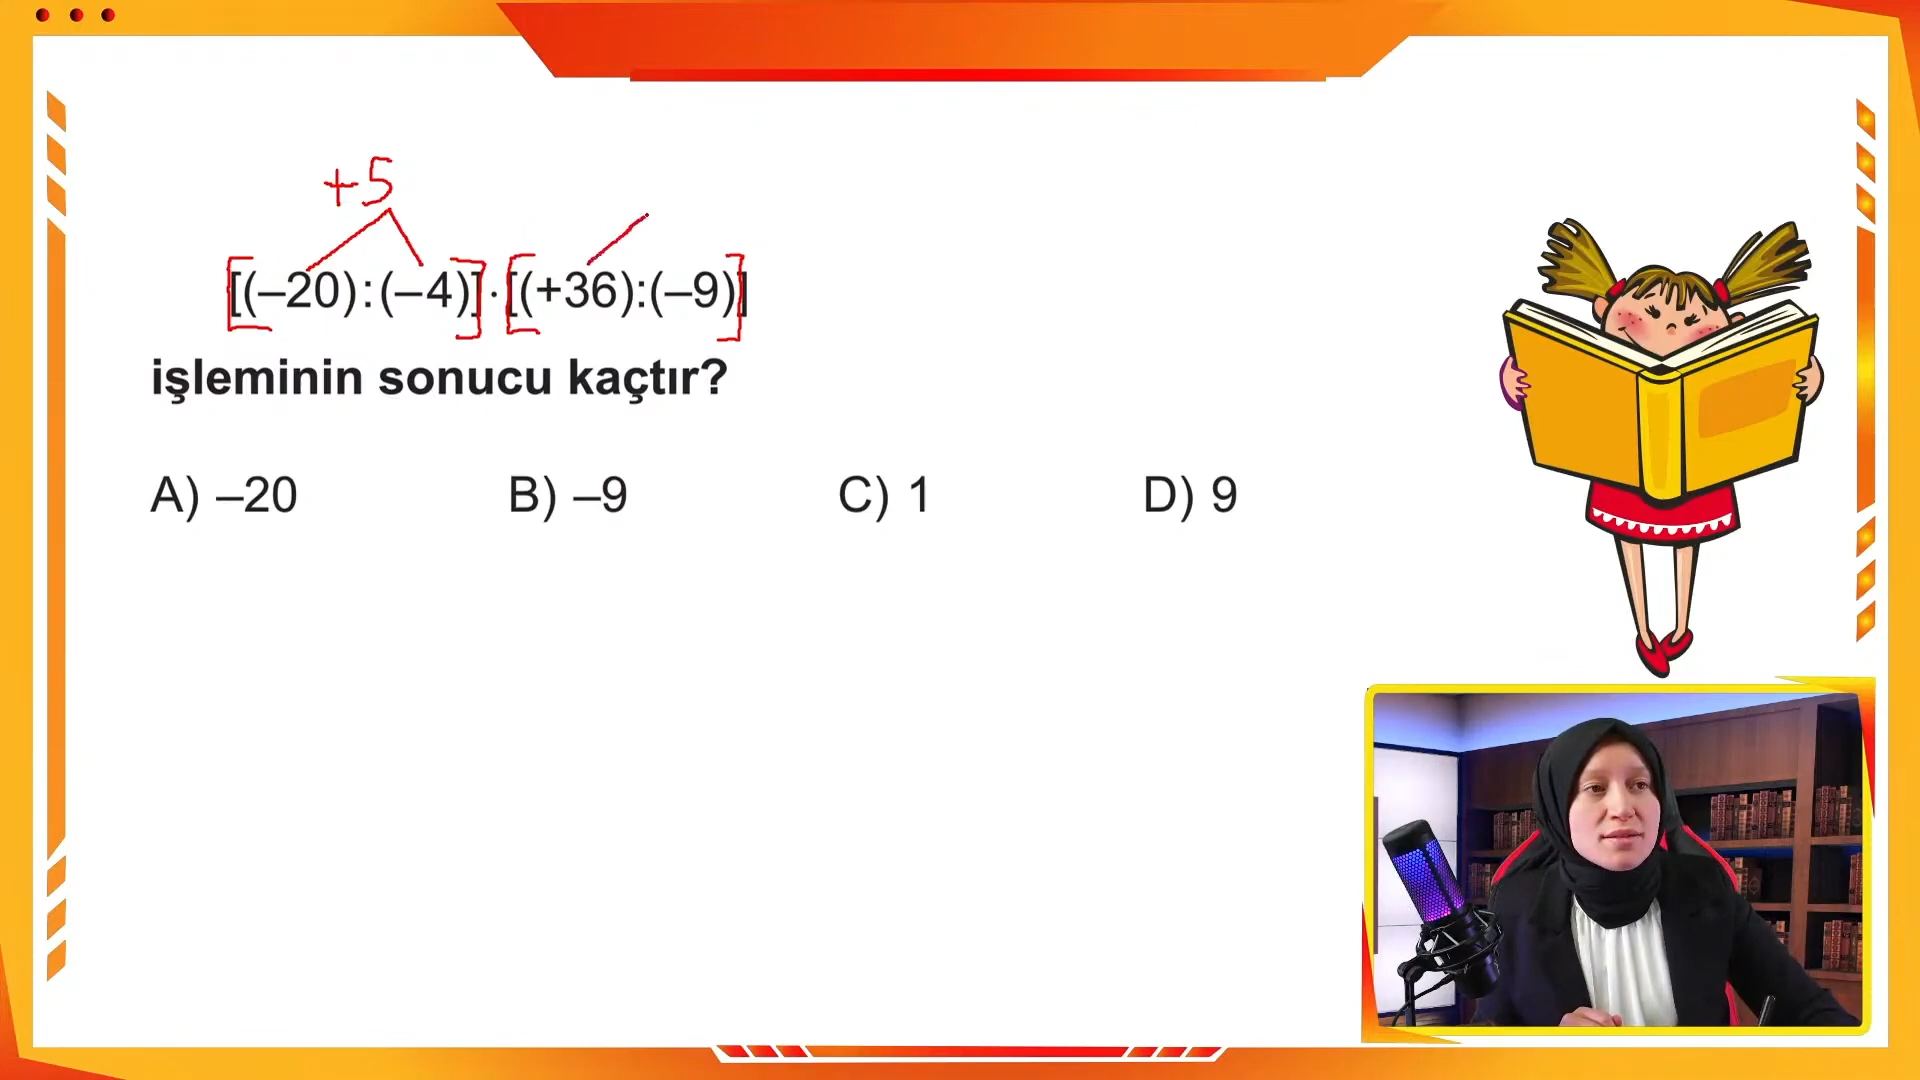 +5
[(–20):(–4)]·[(+36):(–9)]
işleminin sonucu kaçtır?
A) –20 B) –9 C) 1 D) 9